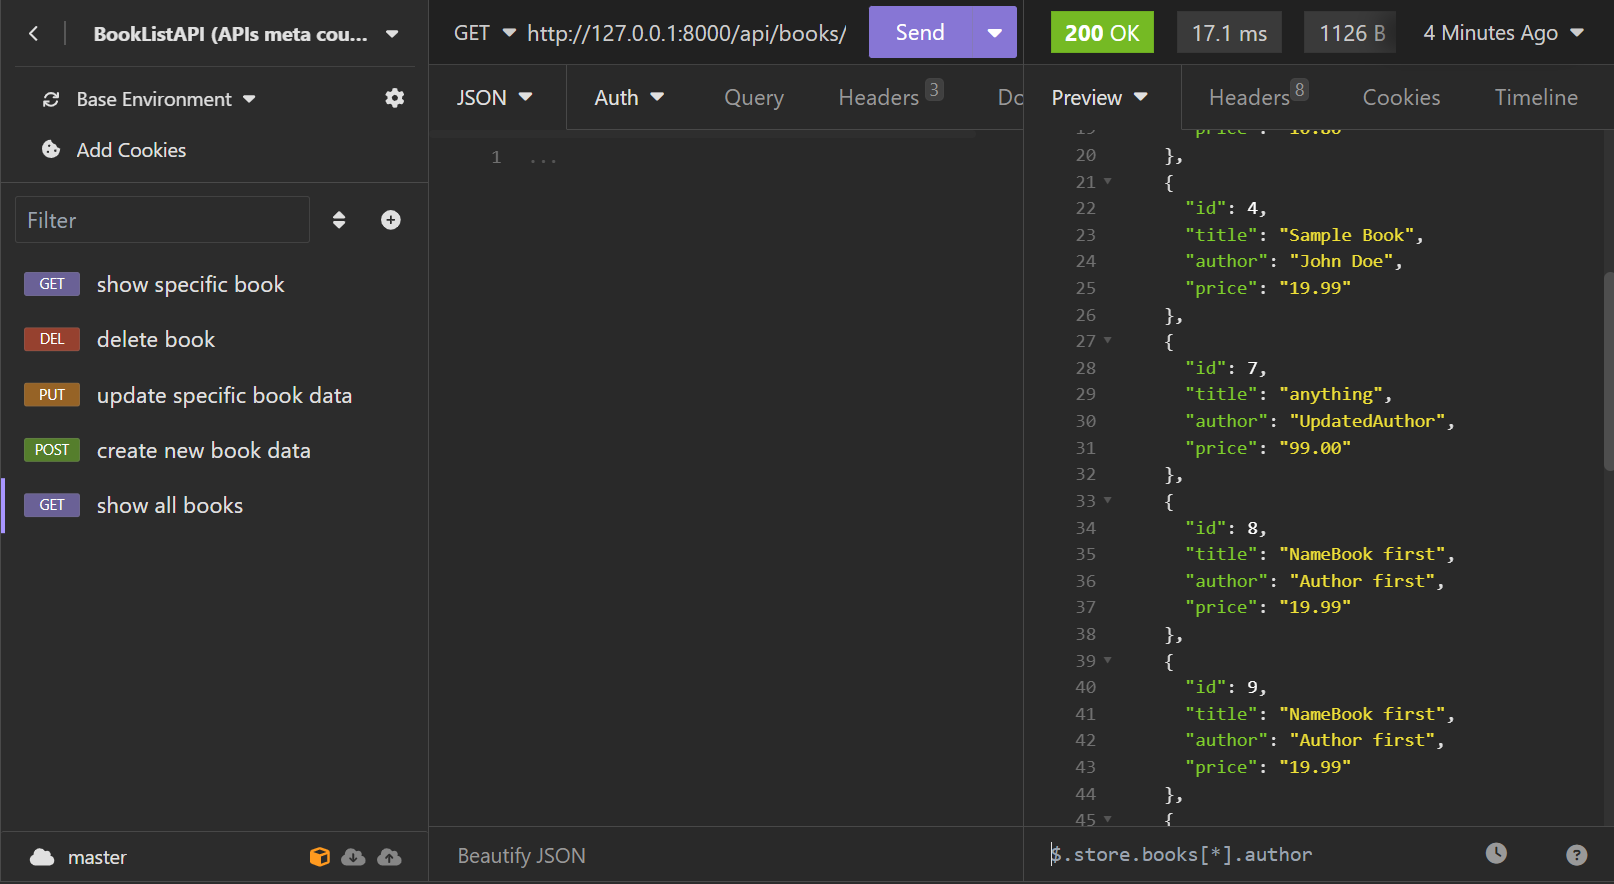 BookListAPI (APIs meta cou...
Base Environment
Add Cookies
Filter
GET show specific book
DEL delete book
PUT update specific book data
POST create new book data
GET show all books
master
GET http://127.0.0.1:8000/api/books/ Send
JSON Auth Query Headers 3 Do
1 ...
Beautify JSON
200 OK 17.1 ms 1126 B 4 Minutes Ago
Preview Headers 8 Cookies Timeline
19 "price": "10.80"
20 },
21 {
22 "id": 4,
23 "title": "Sample Book",
24 "author": "John Doe",
25 "price": "19.99"
26 },
27 {
28 "id": 7,
29 "title": "anything",
30 "author": "UpdatedAuthor",
31 "price": "99.00"
32 },
33 {
34 "id": 8,
35 "title": "NameBook first",
36 "author": "Author first",
37 "price": "19.99"
38 },
39 {
40 "id": 9,
41 "title": "NameBook first",
42 "author": "Author first",
43 "price": "19.99"
44 },
45 {
$.store.books[*].author